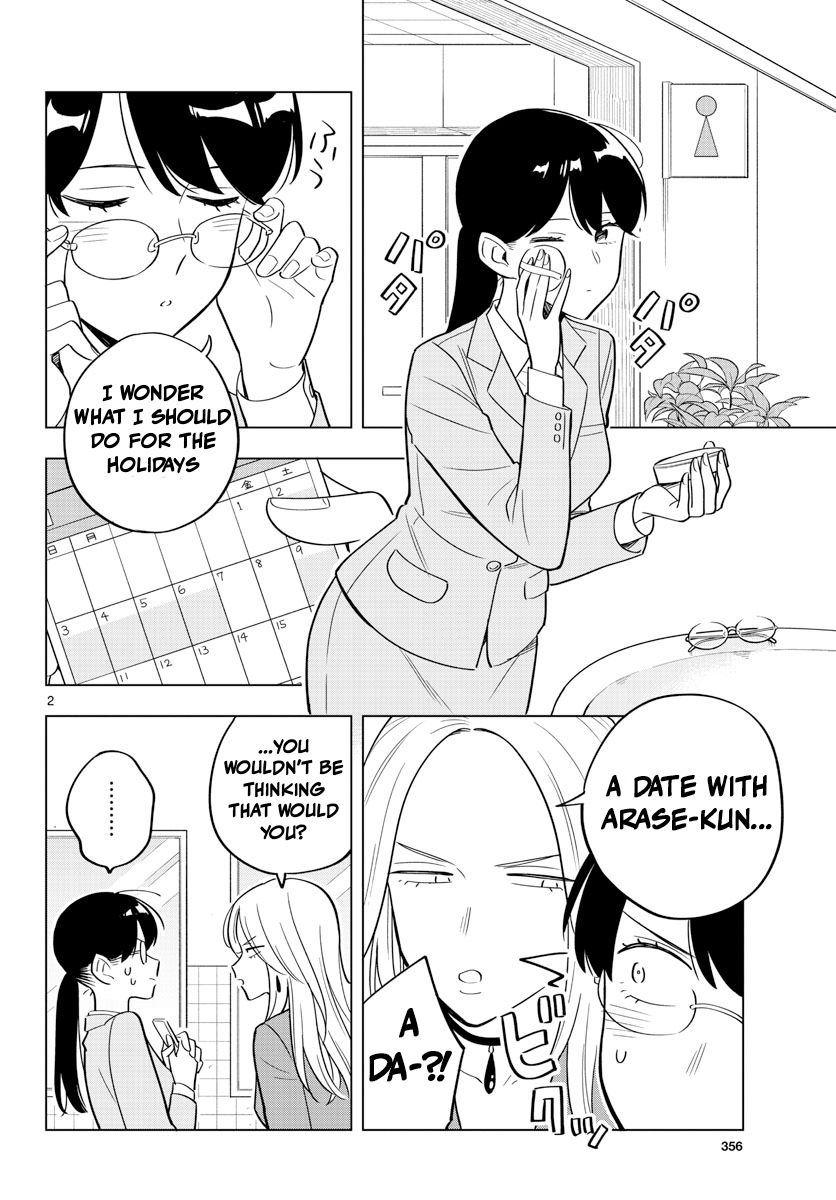 パタ
パタ
ふぅ
I WONDER
WHAT I SHOULD
DO FOR THE
HOLIDAYS
日 月 金 土
1 2
3 4 5 6 7 8 9
11 12 13 14 15
2
A DATE WITH
ARASE-KUN...
A
DA-?!
ビクッ
...YOU
WOULDN'T BE
THINKING
THAT WOULD
YOU?
.........
356